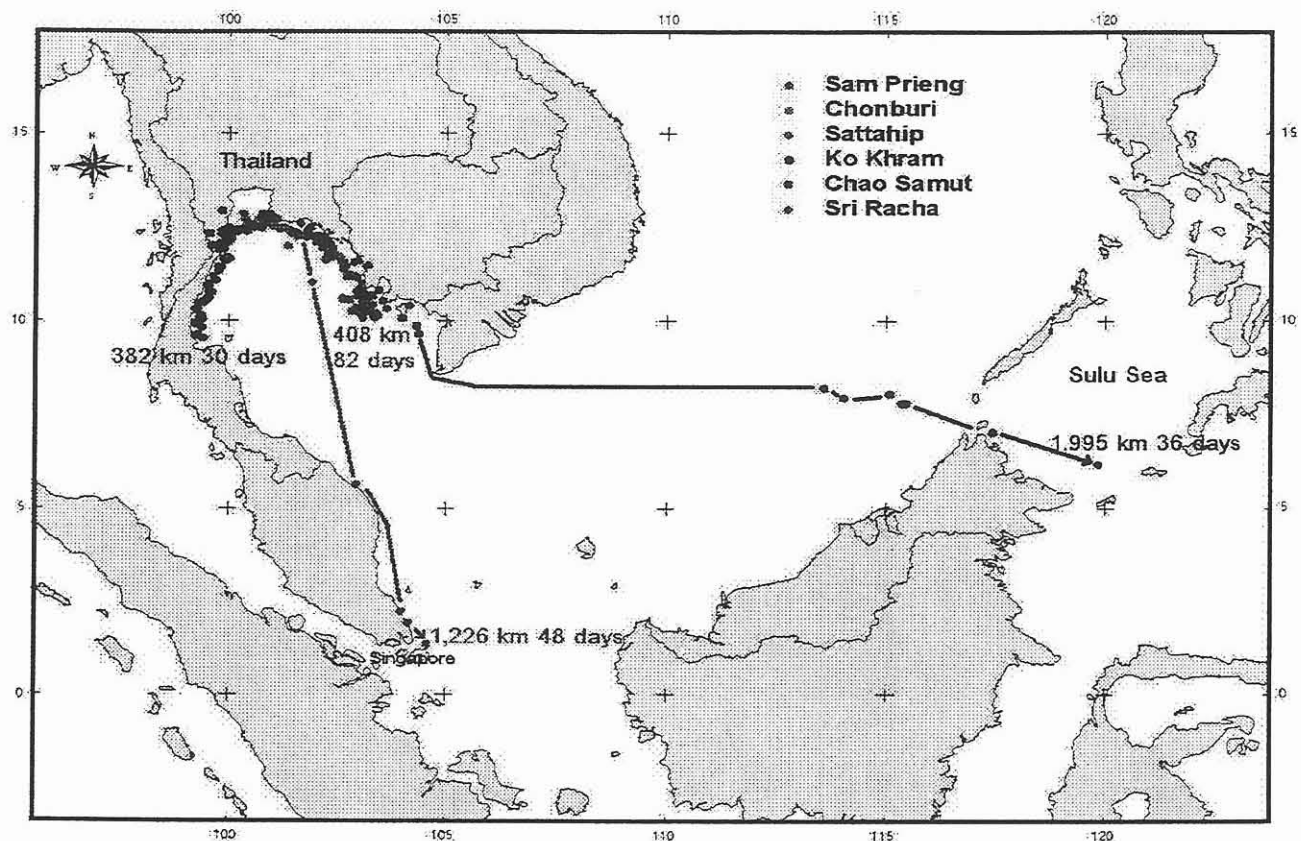 100 105 110 115 120
Sam Prieng
Chonburi
Sattahip
Ko Khram
Chao Samut
Sri Racha
15 15
N
W E
S
Thailand
10 10
408 km
82 days
382 km 30 days
Sulu Sea
1.995 km 36 days
5 5
1,226 km 48 days
Singapore
0 0
100 105 110 115 120